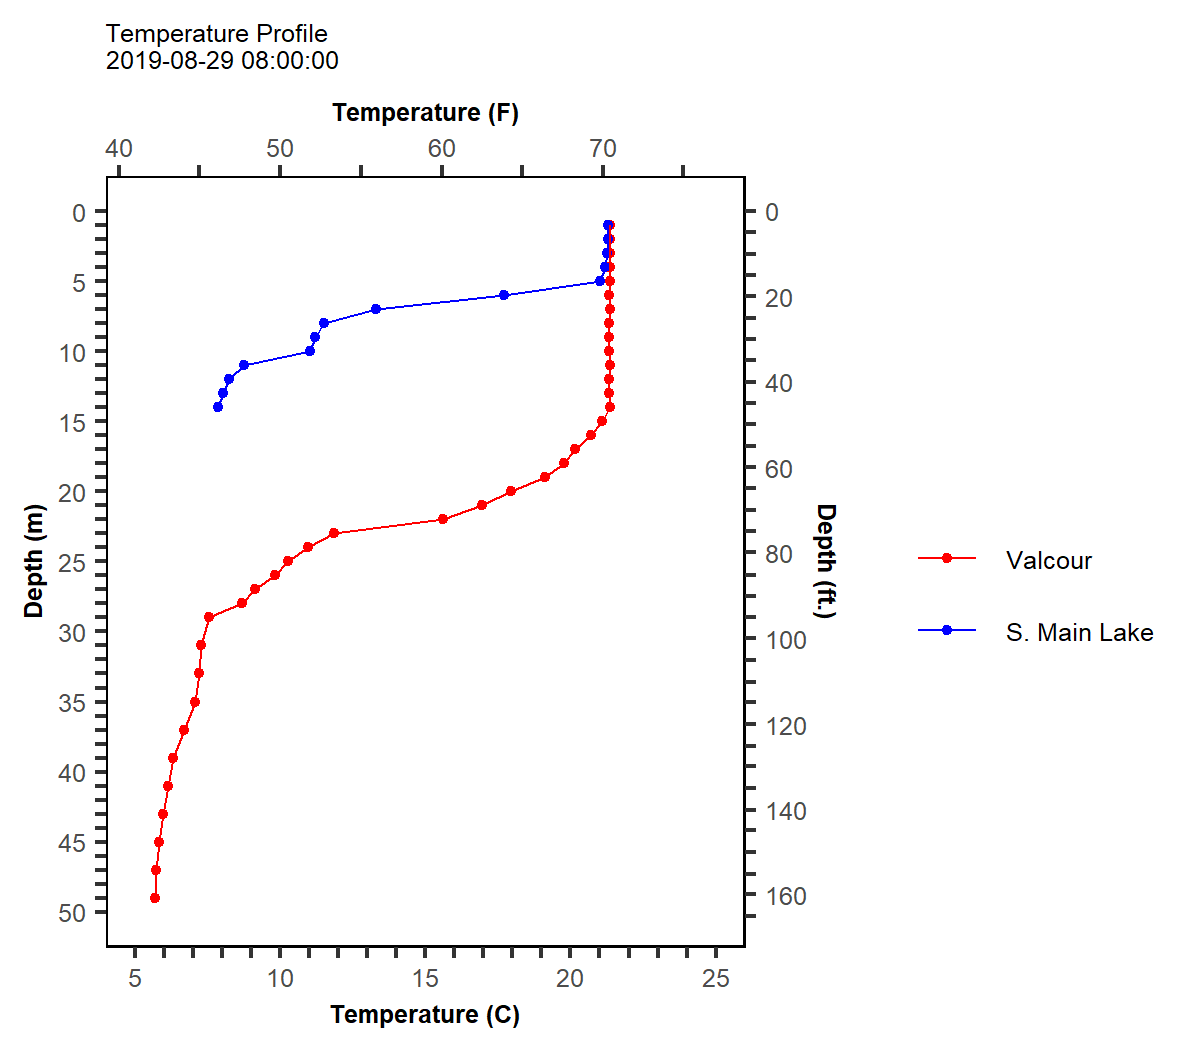 Temperature Profile
2019-08-29 08:00:00
Temperature (F)
40 50 60 70
0
5
10
15
20
25
30
35
40
45
50
Depth (m)
0
20
40
60
80
100
120
140
160
Depth (ft.)
5 10 15 20 25
Temperature (C)
Valcour
S. Main Lake